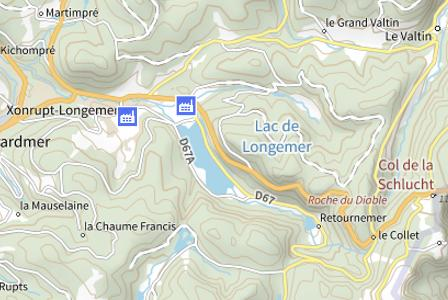 Martimpré
le Grand Valtin
Le Valtin
Kichompré
Xonrupt-Longemer
ardmer
Lac de
Longemer
D67A
Col de la
Schlucht
D67
Roche du Diable
la Mauselaine
Retournemer
la Chaume Francis
le Collet
Rupts